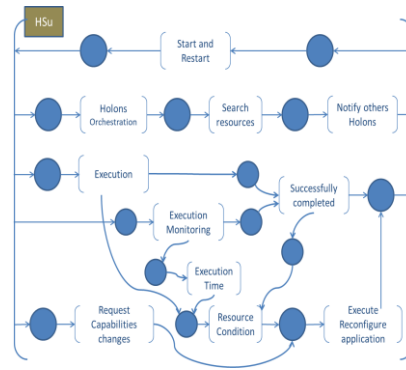 HSu
Start and
Restart
Holons
Orchestration
Search
resources
Notify others
Holons
Execution
Successfully
completed
Execution
Monitoring
Execution
Time
Request
Capabilities
changes
Resource
Condition
Execute
Reconfigure
application